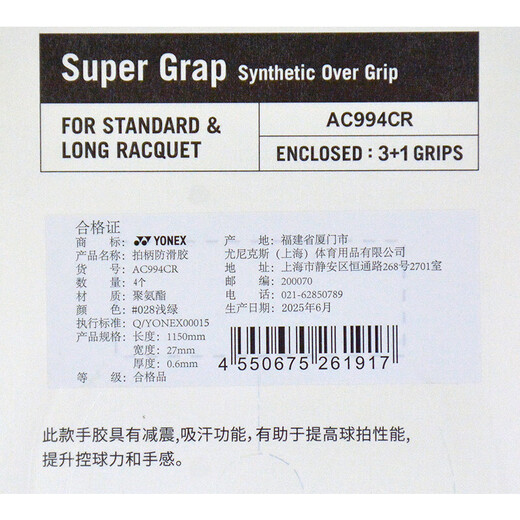 Super Grap Synthetic Over Grip
FOR STANDARD & LONG RACQUET
AC994CR
ENCLOSED : 3+1 GRIPS
合格证
商 标: YONEX
产品名称: 拍柄防滑胶
货 号: AC994CR
数 量: 4个
材 质: 聚氨酯
颜 色: #028浅绿
执行标准: Q/YONEX00015
产品规格: 长度: 1150mm
宽度: 27mm
厚度: 0.6mm
等 级: 合格品
产 地: 福建省厦门市
尤尼克斯（上海）体育用品有限公司
地 址: 上海市静安区恒通路268号2701室
邮 编: 200070
电 话: 021-62850789
生产日期: 2025年6月
4 550675 261917
此款手胶具有减震,吸汗功能, 有助于提高球拍性能,
提升控球力和手感。